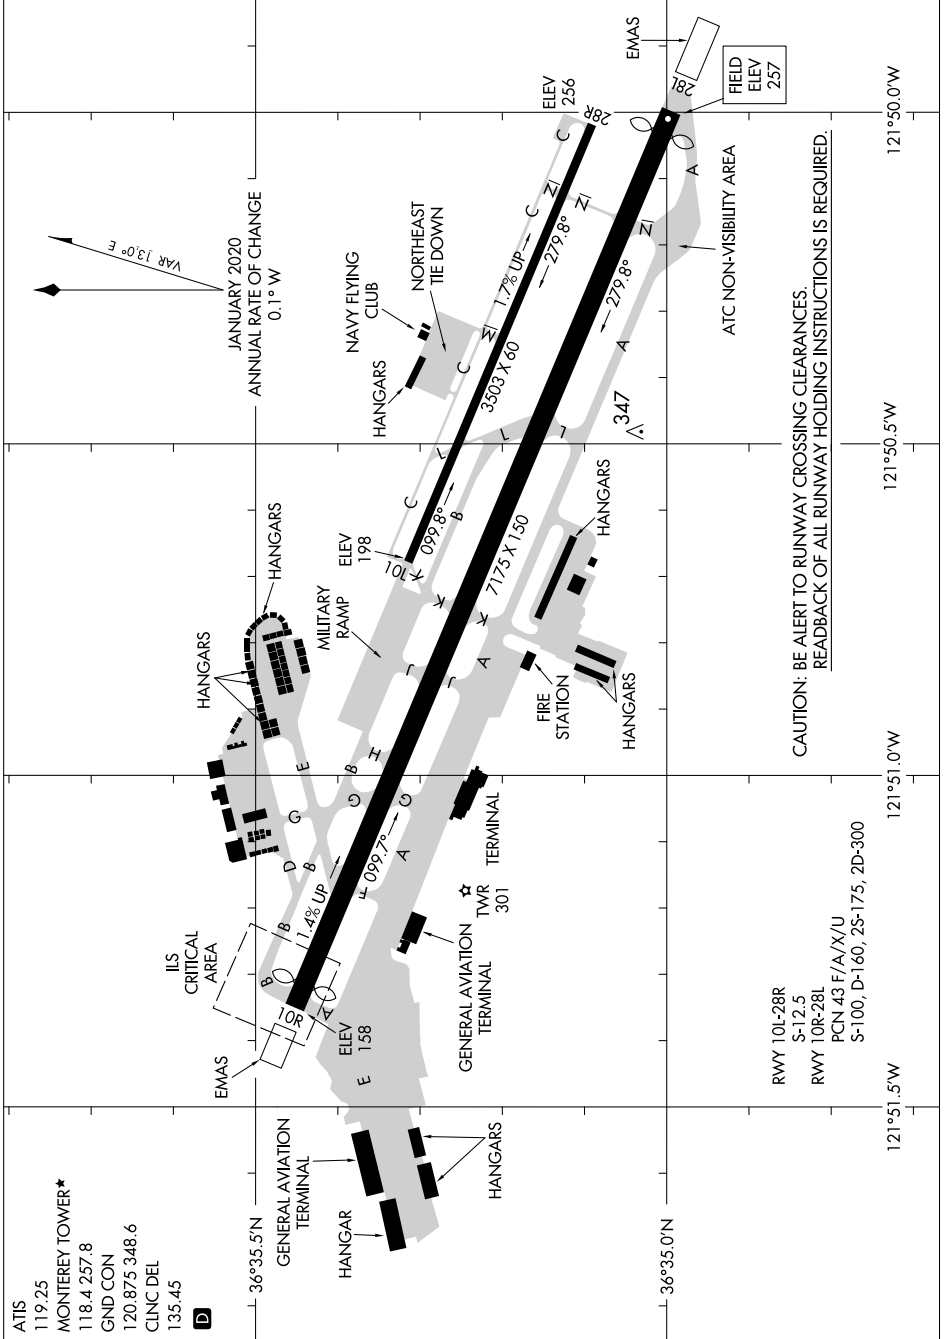 ATIS
119.25
MONTEREY TOWER★
118.4 257.8
GND CON
120.875 348.6
CLNC DEL
135.45
D
VAR 13.0° E
JANUARY 2020
ANNUAL RATE OF CHANGE
0.1° W
36°35.5'N
36°35.0'N
121°51.5'W
121°51.0'W
121°50.5'W
121°50.0'W
GENERAL AVIATION
TERMINAL
HANGAR
HANGARS
E
EMAS
ILS
CRITICAL
AREA
10R
ELEV
158
A
B
B
B
D
G
E
1.4% UP
F
099.7°
A
G
G
B
H
GENERAL AVIATION
TERMINAL
TWR
301
TERMINAL
HANGARS
HANGARS
MILITARY
RAMP
J
J
A
K
K
K
FIRE
STATION
HANGARS
HANGARS
7175 X 150
ELEV
198
10L
099.8°
B
C
L
L
L
347
HANGARS
NAVY FLYING
CLUB
NORTHEAST
TIE DOWN
C
M
3503 X 60
1.7% UP
279.8°
C
N
N
N
C
28R
ELEV
256
279.8°
A
A
28L
EMAS
FIELD
ELEV
257
ATC NON-VISIBILITY AREA
CAUTION: BE ALERT TO RUNWAY CROSSING CLEARANCES.
READBACK OF ALL RUNWAY HOLDING INSTRUCTIONS IS REQUIRED.
RWY 10L-28R
S-12.5
RWY 10R-28L
PCN 43 F/A/X/U
S-100, D-160, 2S-175, 2D-300